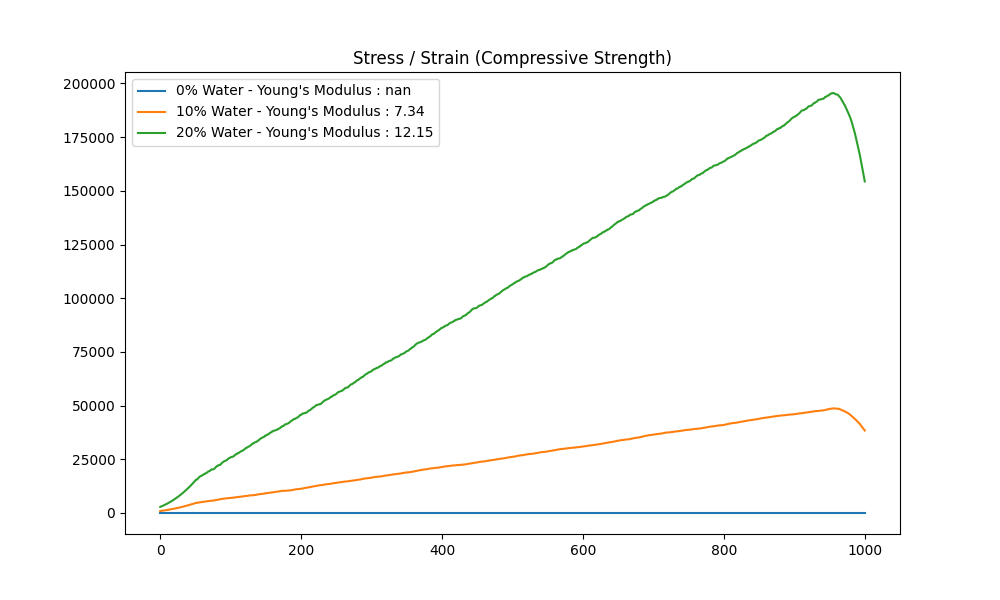 Stress / Strain (Compressive Strength)
0% Water - Young's Modulus : nan
10% Water - Young's Modulus : 7.34
20% Water - Young's Modulus : 12.15
200000
175000
150000
125000
100000
75000
50000
25000
0
0 200 400 600 800 1000